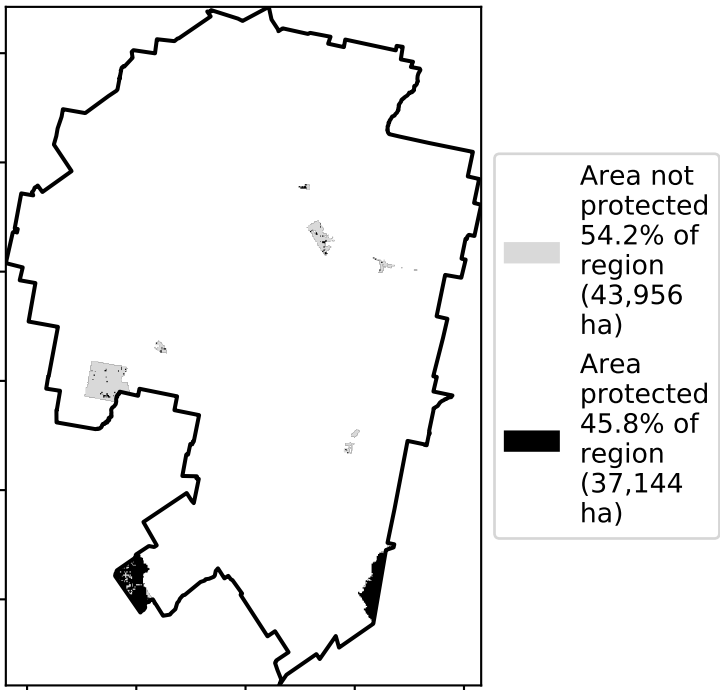 Area not
protected
54.2% of
region
(43,956
ha)
Area
protected
45.8% of
region
(37,144
ha)